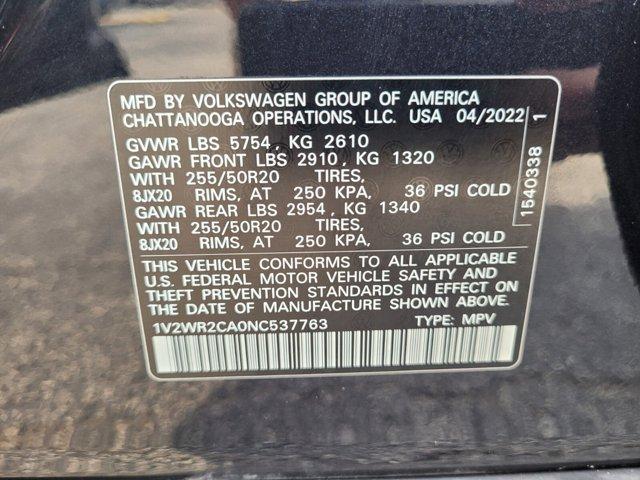 MFD BY VOLKSWAGEN GROUP OF AMERICA
CHATTANOOGA OPERATIONS, LLC. USA 04/2022
GVWR LBS 5754 , KG 2610
GAWR FRONT LBS 2910 , KG 1320
WITH 255/50R20 TIRES,
8JX20 RIMS, AT 250 KPA, 36 PSI COLD
GAWR REAR LBS 2954 , KG 1340
WITH 255/50R20 TIRES,
8JX20 RIMS, AT 250 KPA, 36 PSI COLD
THIS VEHICLE CONFORMS TO ALL APPLICABLE
U.S. FEDERAL MOTOR VEHICLE SAFETY AND
THEFT PREVENTION STANDARDS IN EFFECT ON
THE DATE OF MANUFACTURE SHOWN ABOVE.
1V2WR2CA0NC537763 TYPE: MPV
1540338 1